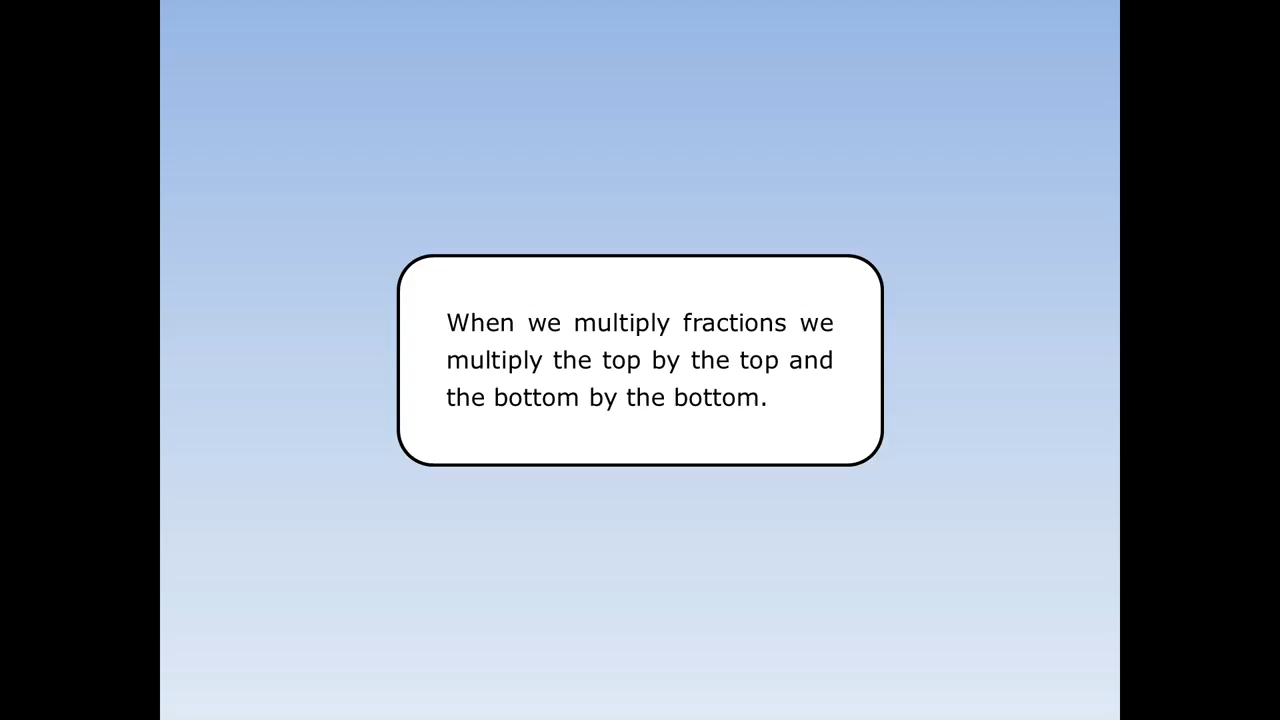 When we multiply fractions we
multiply the top by the top and
the bottom by the bottom.